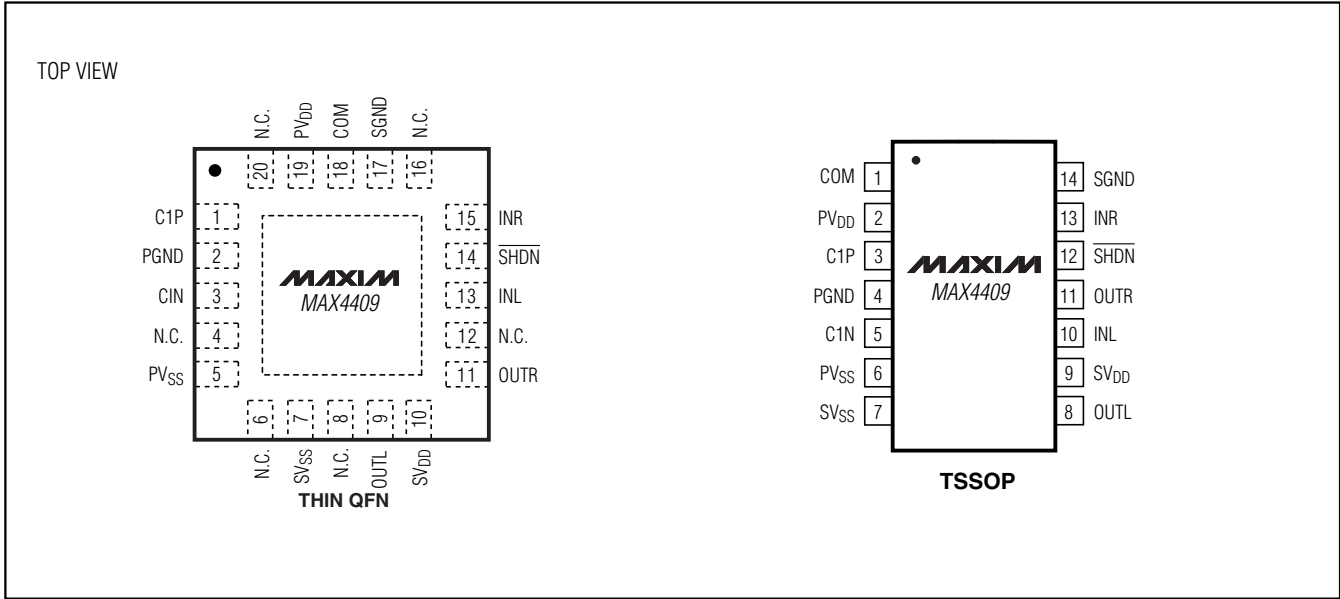 TOP VIEW
N.C.
PVDD
COM
SGND
N.C.
20
19
18
17
16
C1P 1
PGND 2
CIN 3
N.C. 4
PVSS 5
15 INR
14 SHDN
13 INL
12 N.C.
11 OUTR
MAXIM
MAX4409
6
7
8
9
10
N.C.
SVSS
N.C.
OUTL
SVDD
THIN QFN
COM 1
PVDD 2
C1P 3
PGND 4
C1N 5
PVSS 6
SVSS 7
MAXIM
MAX4409
14 SGND
13 INR
12 SHDN
11 OUTR
10 INL
9 SVDD
8 OUTL
TSSOP